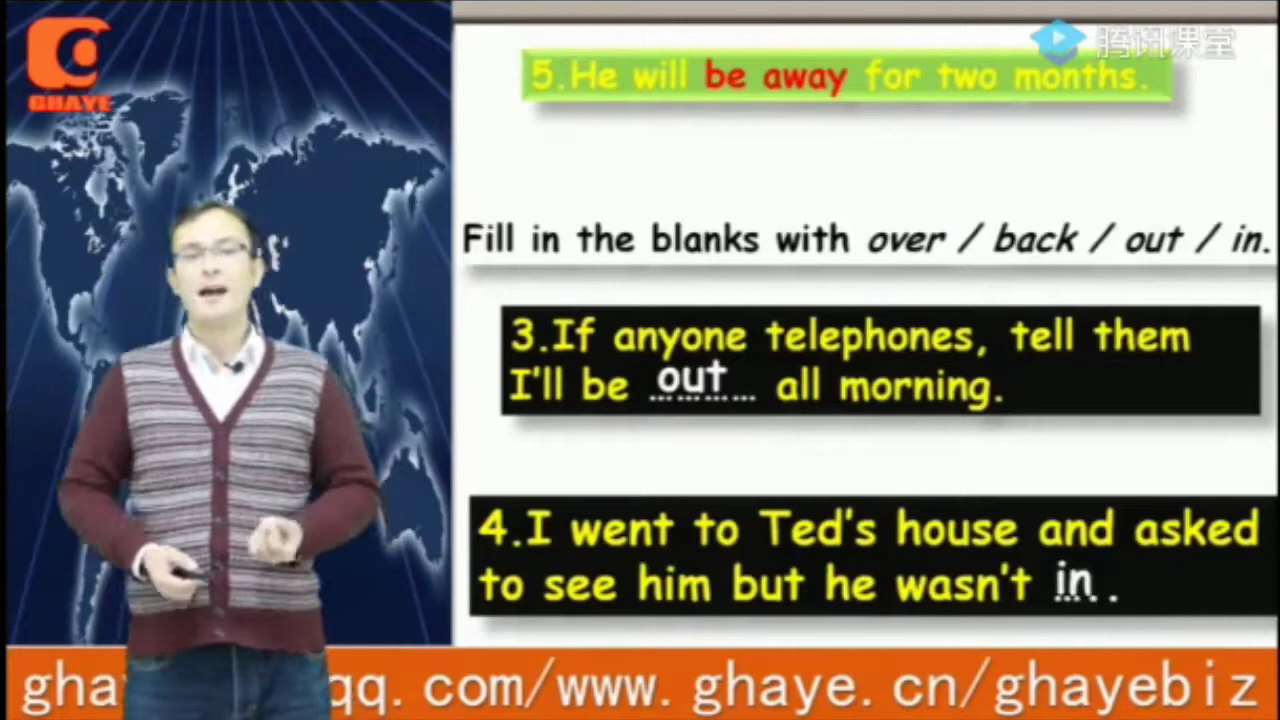 GHAYE
腾讯课堂
5.He will be away for two months.
Fill in the blanks with over / back / out / in.
3.If anyone telephones, tell them
I'll be out all morning.
4.I went to Ted's house and asked
to see him but he wasn't in .
qq. com/www. ghaye. cn/ghayebiz